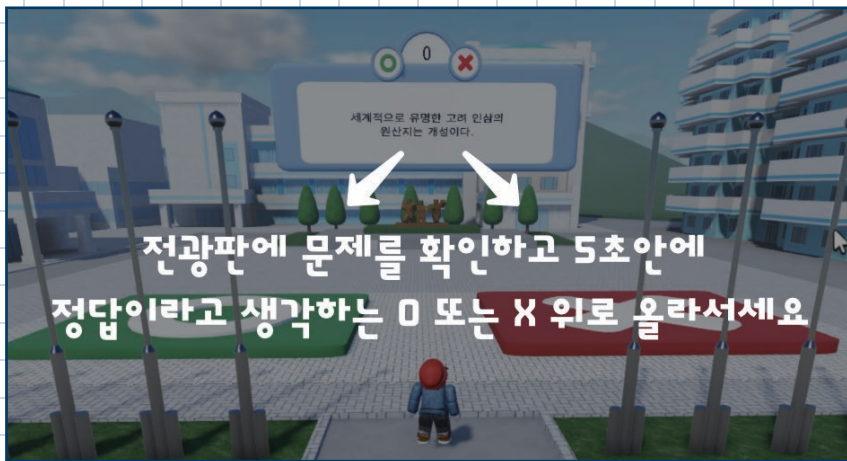 0
세계적으로 유명한 고려 인삼의
원산지는 개성이다.
전광판에 문제를 확인하고 5초안에
정답이라고 생각하는 O 또는 X 위로 올라서세요